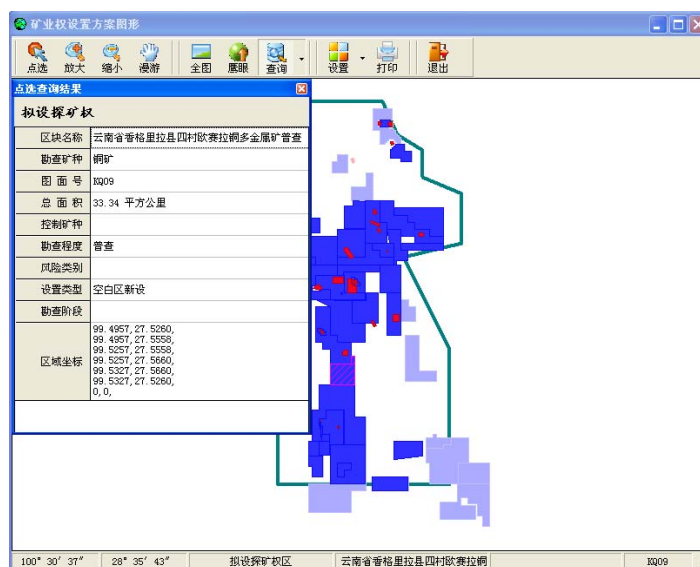 矿业权设置方案图形
点选 放大 缩小 漫游 全图 鹰眼 查询 设置 打印 退出
点选查询结果
拟设探矿权
区块名称 云南省香格里拉县四村欧赛拉铜多金属矿普查
勘查矿种 铜矿
图 面 号 KQ09
总 面 积 33.34 平方公里
控制矿种
勘查程度 普查
风险类别
设置类型 空白区新设
勘查阶段
区域坐标
99.4957,27.5260,
99.4957,27.5558,
99.5257,27.5558,
99.5257,27.5660,
99.5327,27.5660,
99.5327,27.5260,
0,0,
100° 30′ 37″ 28° 35′ 43″ 拟设探矿权区 云南省香格里拉县四村欧赛拉铜 KQ09